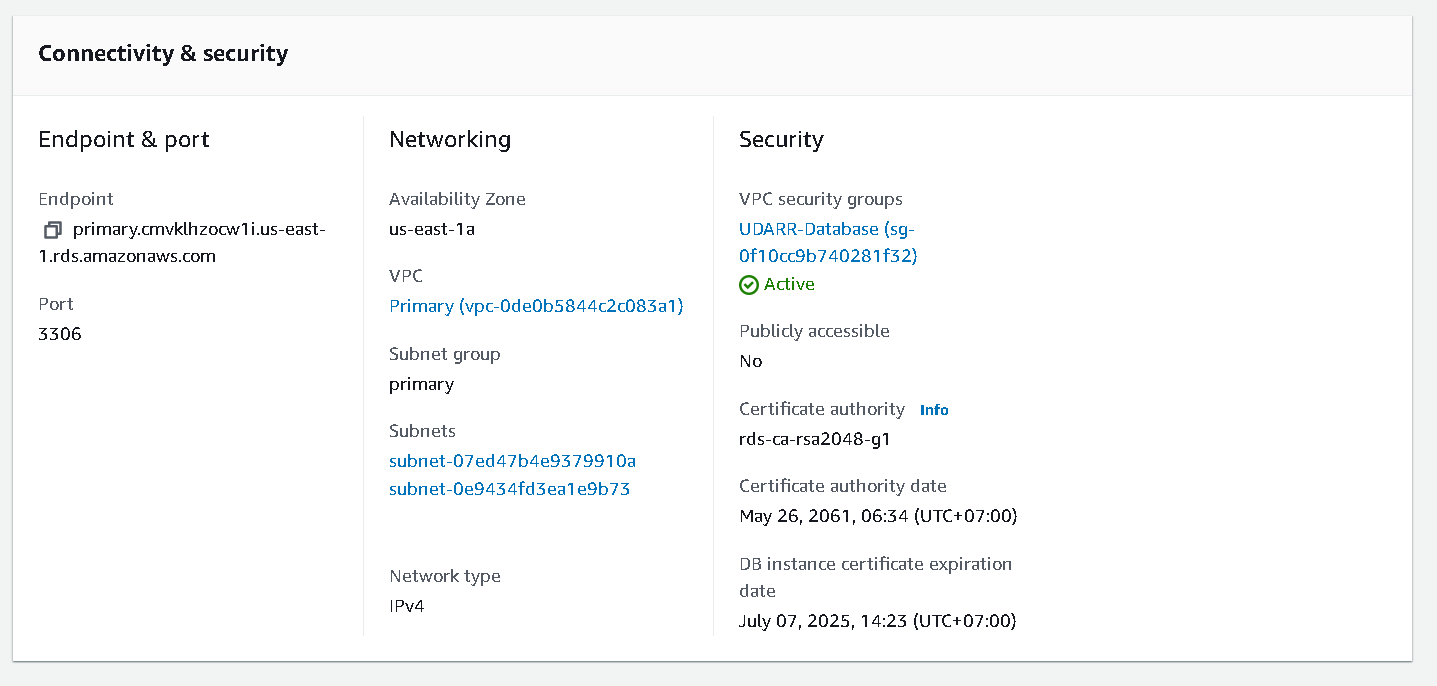 Connectivity & security
Endpoint & port
Endpoint
primary.cmvklhzocw1i.us-east-
1.rds.amazonaws.com
Port
3306
Networking
Availability Zone
us-east-1a
VPC
Primary (vpc-0de0b5844c2c083a1)
Subnet group
primary
Subnets
subnet-07ed47b4e9379910a
subnet-0e9434fd3ea1e9b73
Network type
IPv4
Security
VPC security groups
UDARR-Database (sg-
0f10cc9b740281f32)
Active
Publicly accessible
No
Certificate authority Info
rds-ca-rsa2048-g1
Certificate authority date
May 26, 2061, 06:34 (UTC+07:00)
DB instance certificate expiration
date
July 07, 2025, 14:23 (UTC+07:00)